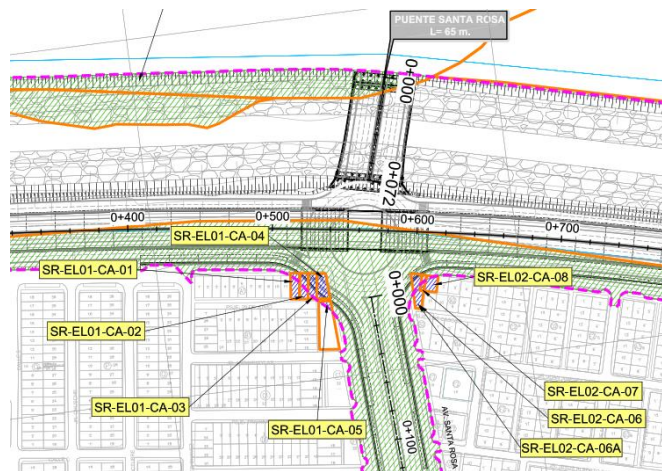 PUENTE SANTA ROSA
L= 65 m.
0+000
0+072
0+400
0+500
0+600
0+700
SR-EL01-CA-04
SR-EL01-CA-01
SR-EL02-CA-08
0+000
SR-EL01-CA-02
SR-EL02-CA-07
SR-EL01-CA-03
SR-EL02-CA-06
SR-EL01-CA-05
AV. SANTA ROSA
0+100
SR-EL02-CA-06A